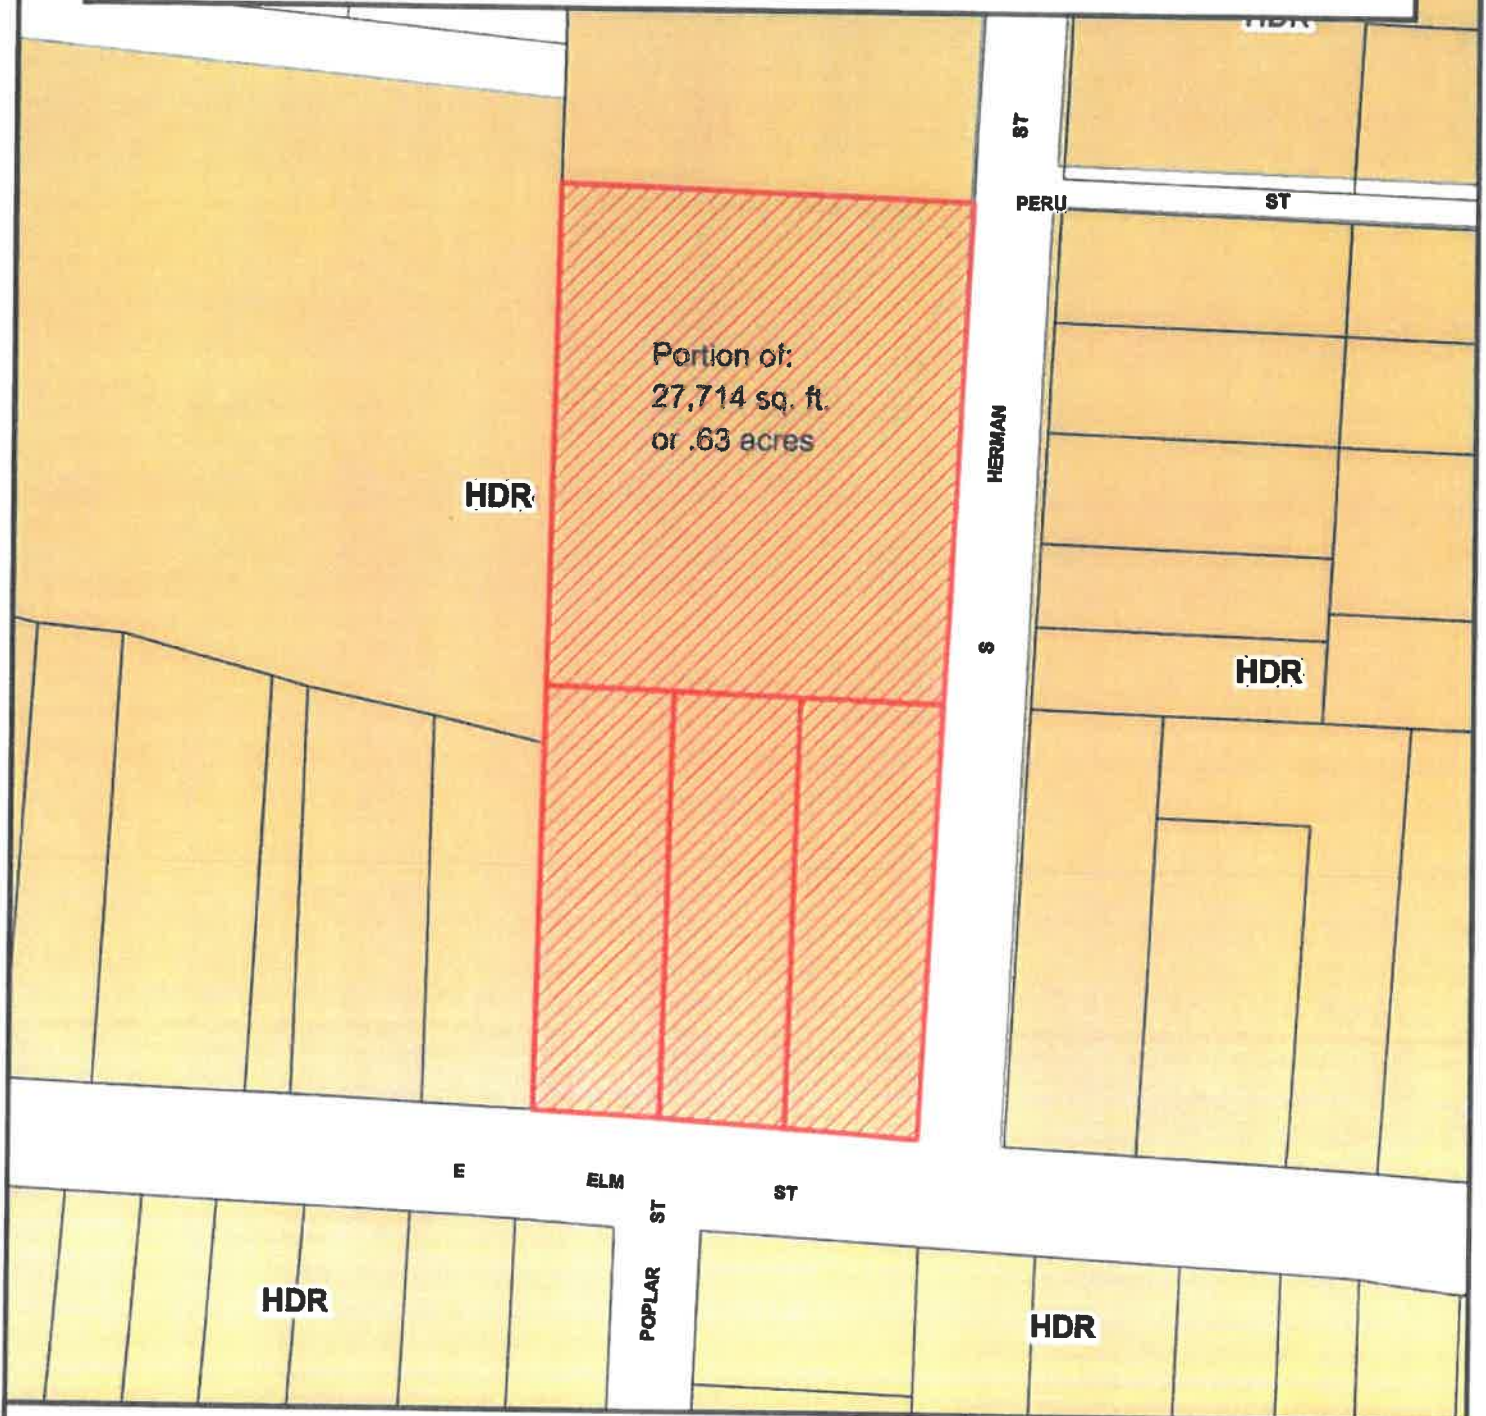 HDR
ST
PERU
ST
Portion of:
27,714 sq. ft.
or .63 acres
HERMAN
HDR
S
HDR
E
ELM
ST
ST
POPLAR
HDR
HDR